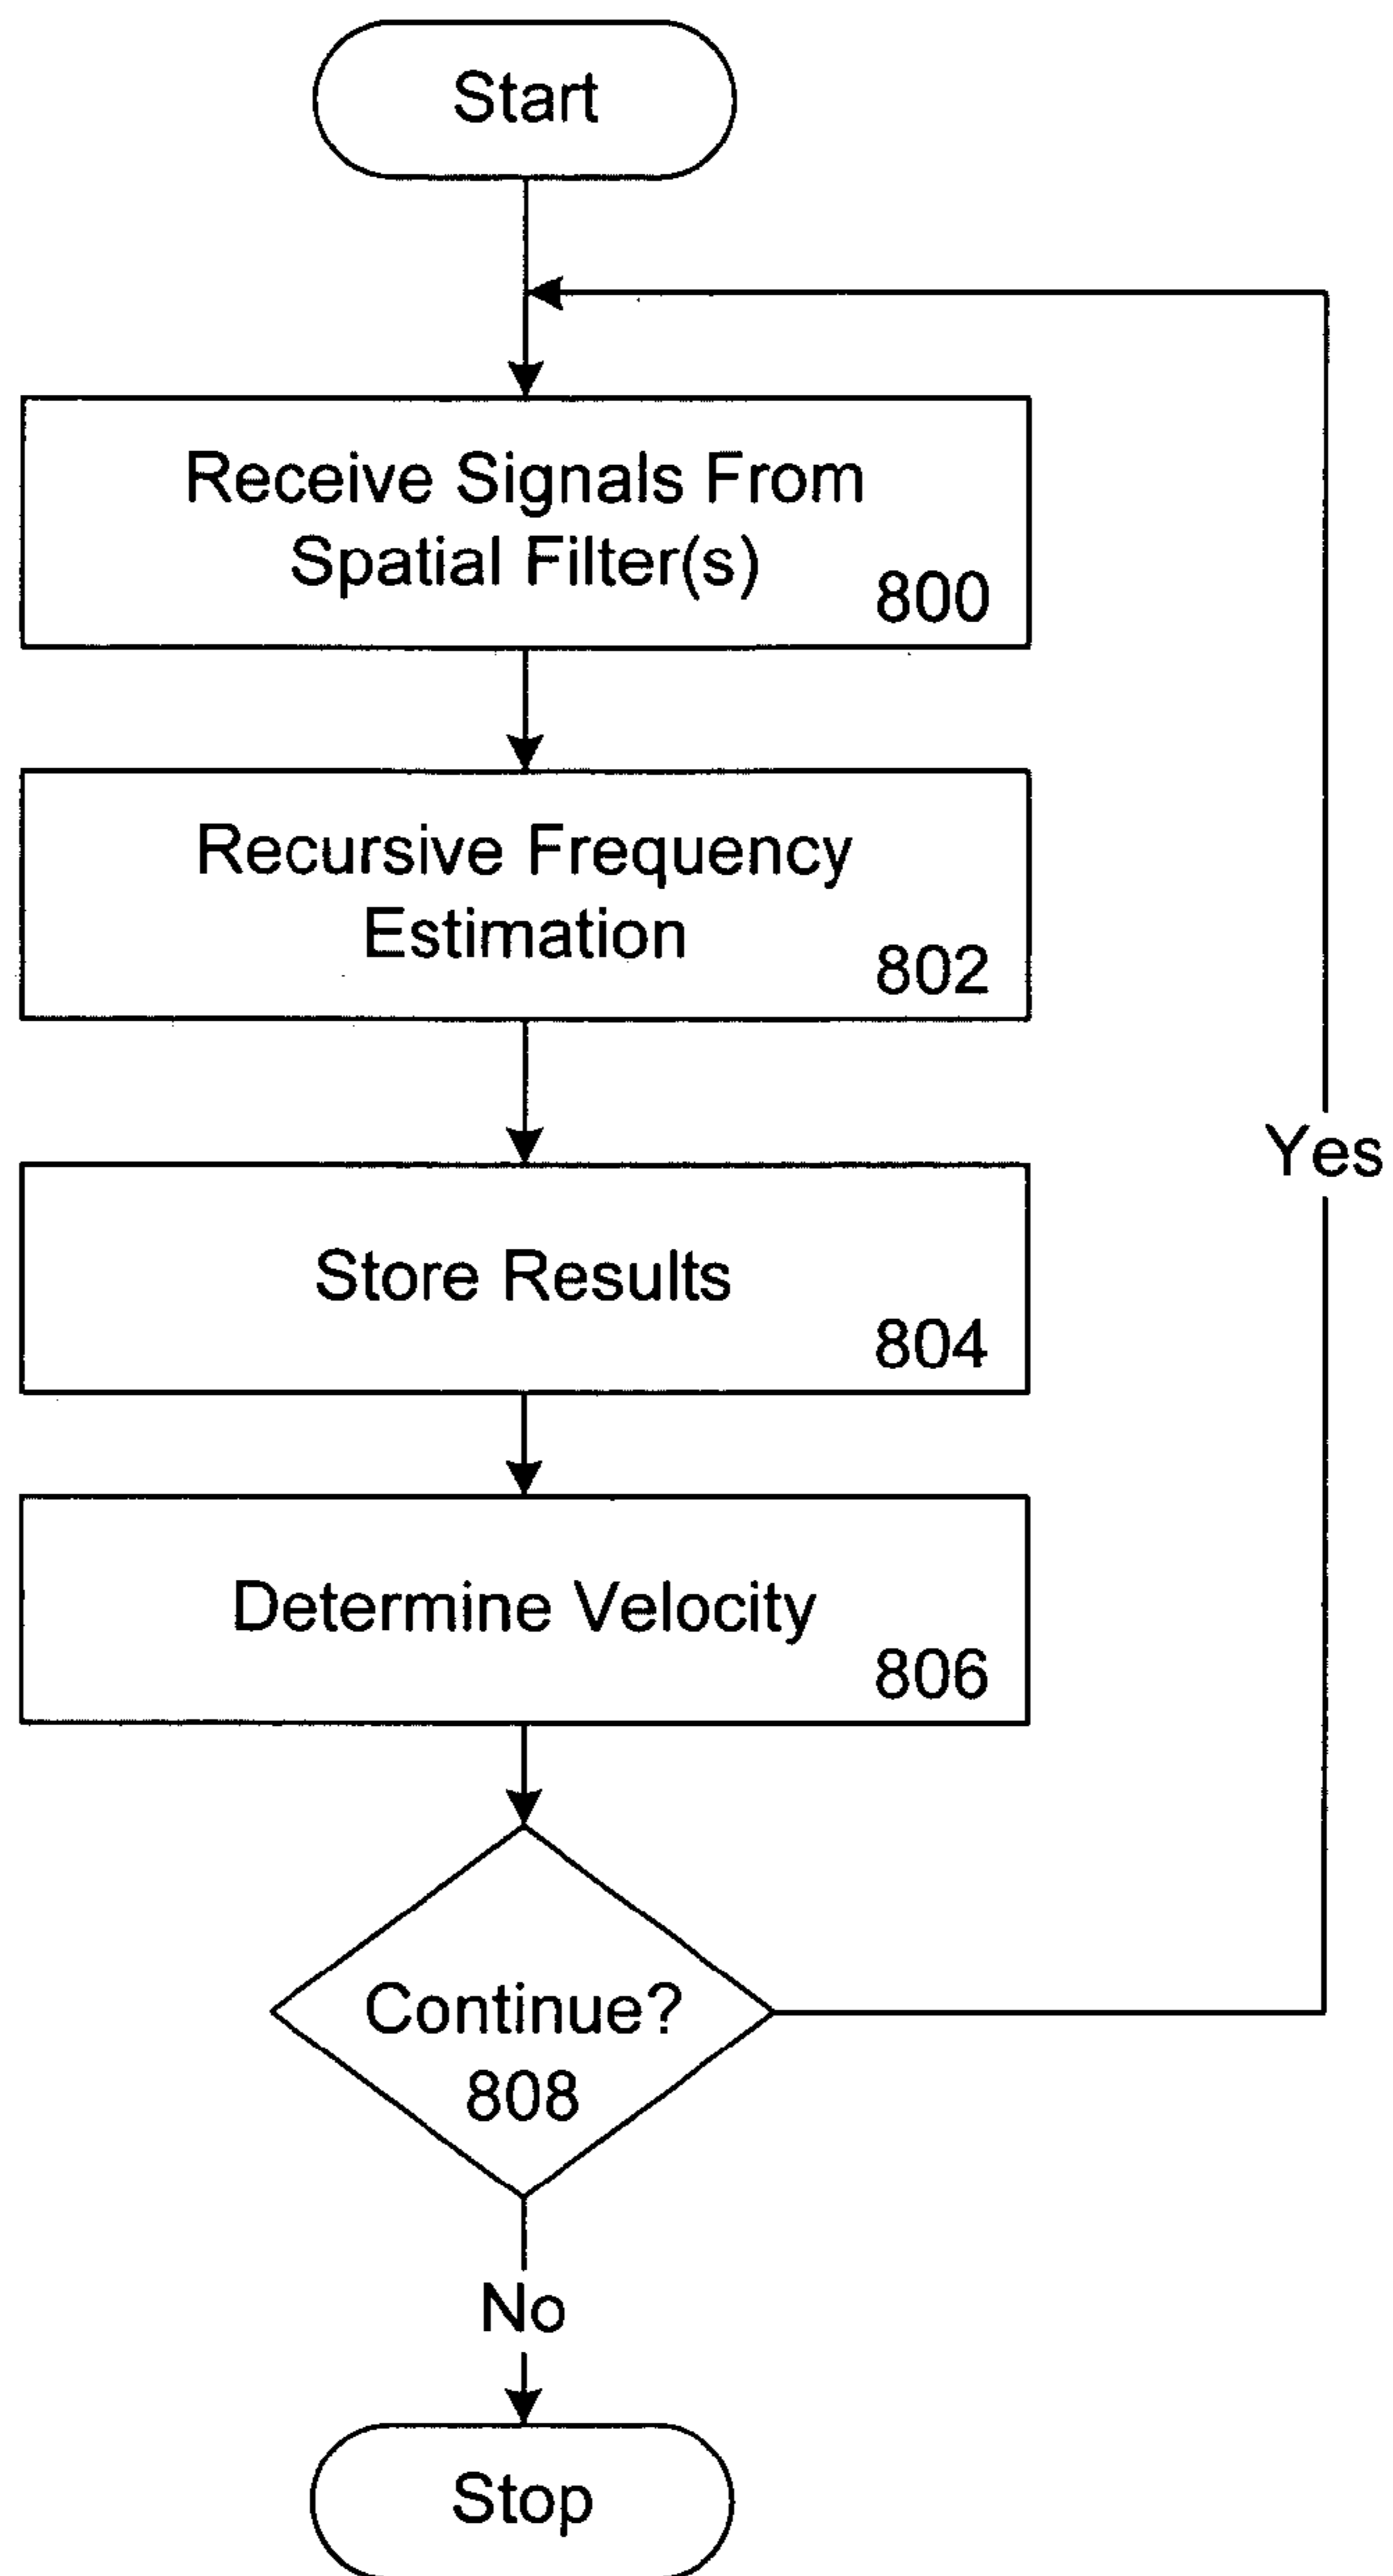 Start
Receive Signals From
Spatial Filter(s)
800
Recursive Frequency
Estimation
802
Yes
Store Results
804
Determine Velocity
806
Continue?
808
No
Stop